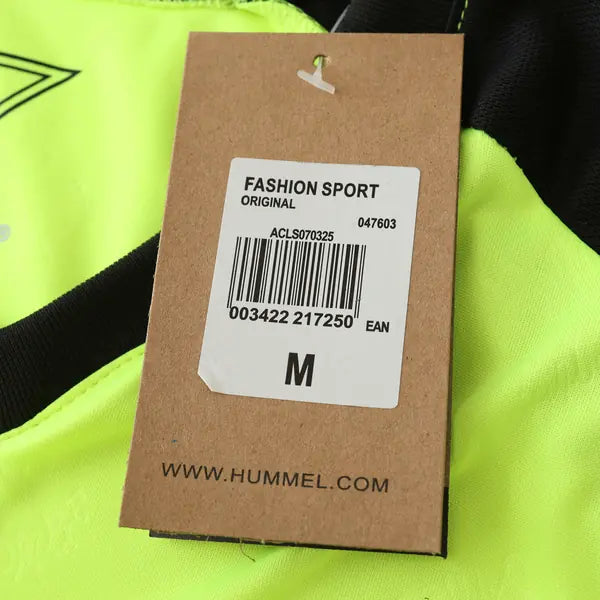 FASHION SPORT
ORIGINAL
047603
ACLS070325
003422 217250 EAN
M
WWW.HUMMEL.COM